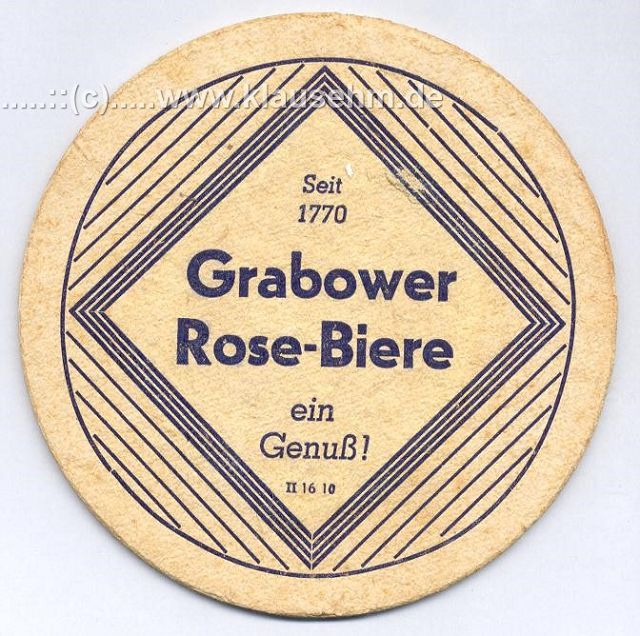 .....::(c).....www.klausehm.de
Seit
1770
Grabower
Rose-Biere
ein
Genuß!
II 16 10